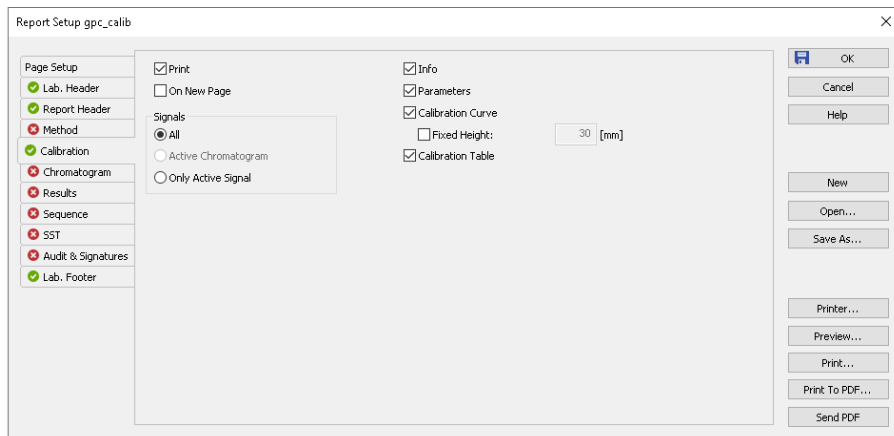 Report Setup gpc_calib
Page Setup
Lab. Header
Report Header
Method
Calibration
Chromatogram
Results
Sequence
SST
Audit & Signatures
Lab. Footer
Print
On New Page
Signals
All
Active Chromatogram
Only Active Signal
Info
Parameters
Calibration Curve
Fixed Height: 30 [mm]
Calibration Table
OK
Cancel
Help
New
Open...
Save As...
Printer...
Preview...
Print...
Print To PDF...
Send PDF